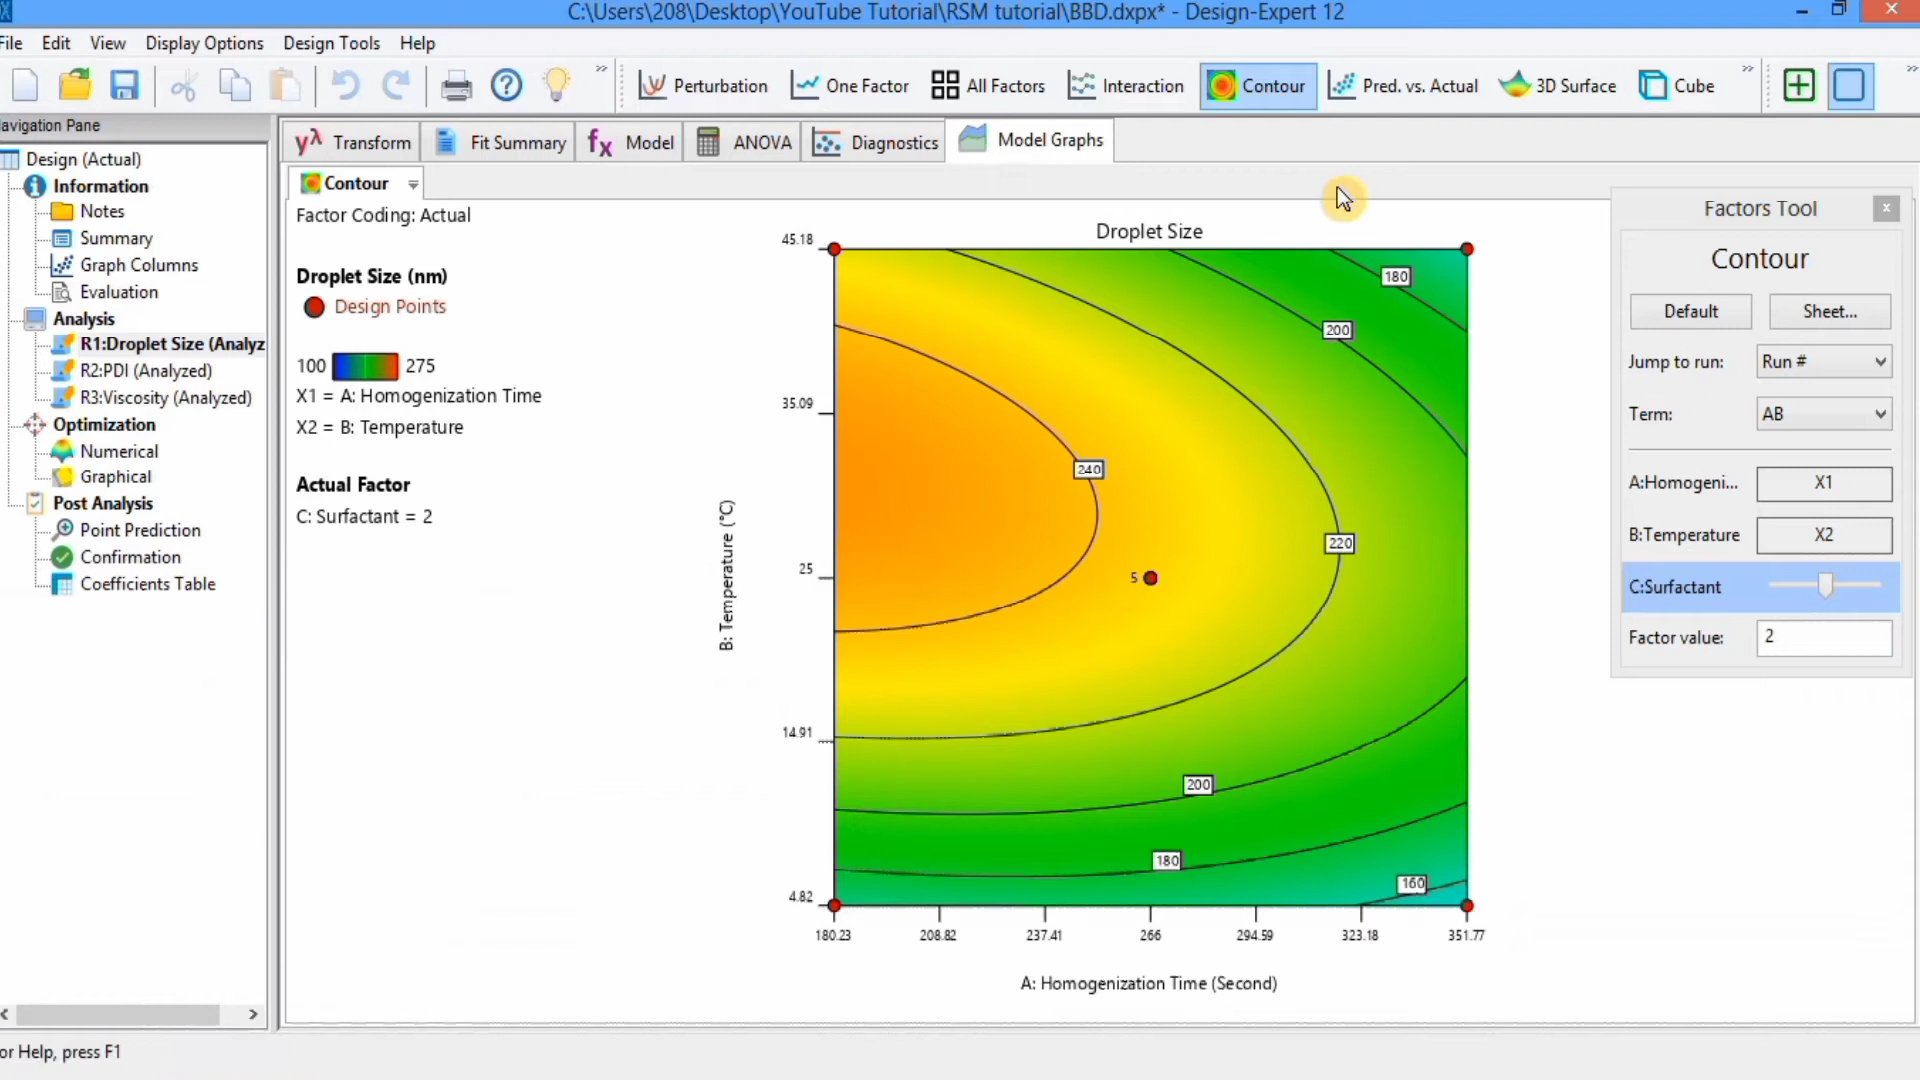 C:\Users\208\Desktop\YouTube Tutorial\RSM tutorial\BBD.dxpx* - Design-Expert 12
File Edit View Display Options Design Tools Help
Perturbation One Factor All Factors Interaction Contour Pred. vs. Actual 3D Surface Cube
Navigation Pane
Design (Actual)
Information
Notes
Summary
Graph Columns
Evaluation
Analysis
R1:Droplet Size (Analyz
R2:PDI (Analyzed)
R3:Viscosity (Analyzed)
Optimization
Numerical
Graphical
Post Analysis
Point Prediction
Confirmation
Coefficients Table
Transform Fit Summary Model ANOVA Diagnostics Model Graphs
Contour
Factor Coding: Actual
Droplet Size (nm)
Design Points
100 275
X1 = A: Homogenization Time
X2 = B: Temperature
Actual Factor
C: Surfactant = 2
Droplet Size
B: Temperature (°C)
45.18
35.09
25
14.91
4.82
180
200
240
220
5
200
180
160
180.23 208.82 237.41 266 294.59 323.18 351.77
A: Homogenization Time (Second)
Factors Tool
Contour
Default Sheet...
Jump to run: Run #
Term: AB
A:Homogeni... X1
B:Temperature X2
C:Surfactant
Factor value: 2
or Help, press F1